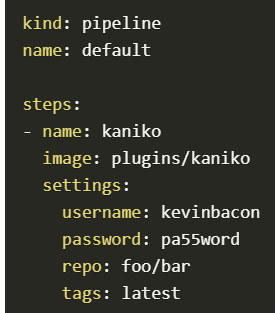 kind: pipeline
name: default

steps:
- name: kaniko
  image: plugins/kaniko
  settings:
    username: kevinbacon
    password: pa55word
    repo: foo/bar
    tags: latest